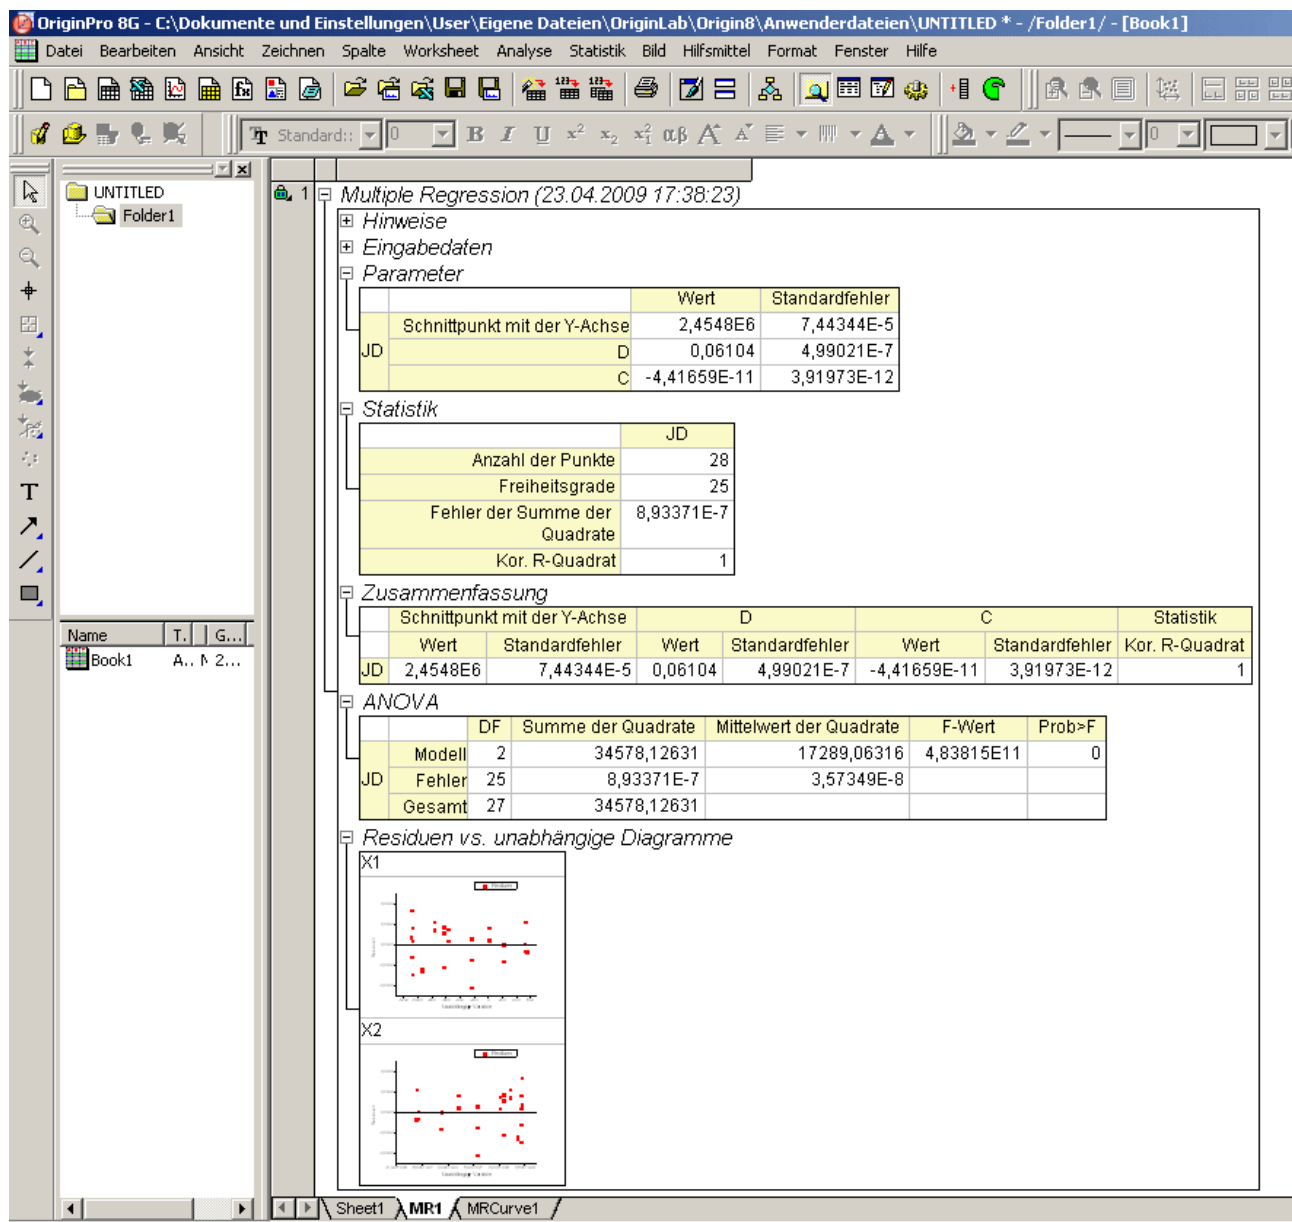 OriginPro 8G - C:\Dokumente und Einstellungen\User\Eigene Dateien\OriginLab\Origin8\Anwenderdateien\UNTITLED * - /Folder1/ - [Book1]
Datei Bearbeiten Ansicht Zeichnen Spalte Worksheet Analyse Statistik Bild Hilfsmittel Format Fenster Hilfe
Standard:: 0 B I U x² x₂ αβ A A A 0
UNTITLED
Folder1
Name T. G...
Book1 A.. N 2...
1 Multiple Regression (23.04.2009 17:38:23)
Hinweise
Eingabedaten
Parameter
Wert Standardfehler
Schnittpunkt mit der Y-Achse 2,4548E6 7,44344E-5
JD D 0,06104 4,99021E-7
C -4,41659E-11 3,91973E-12
Statistik
JD
Anzahl der Punkte 28
Freiheitsgrade 25
Fehler der Summe der 8,93371E-7
Quadrate
Kor. R-Quadrat 1
Zusammenfassung
Schnittpunkt mit der Y-Achse D C Statistik
Wert Standardfehler Wert Standardfehler Wert Standardfehler Kor. R-Quadrat
JD 2,4548E6 7,44344E-5 0,06104 4,99021E-7 -4,41659E-11 3,91973E-12 1
ANOVA
DF Summe der Quadrate Mittelwert der Quadrate F-Wert Prob>F
Modell 2 34578,12631 17289,06316 4,83815E11 0
JD Fehler 25 8,93371E-7 3,57349E-8
Gesamt 27 34578,12631
Residuen vs. unabhängige Diagramme
X1
X2
Sheet1 MR1 MRCurve1